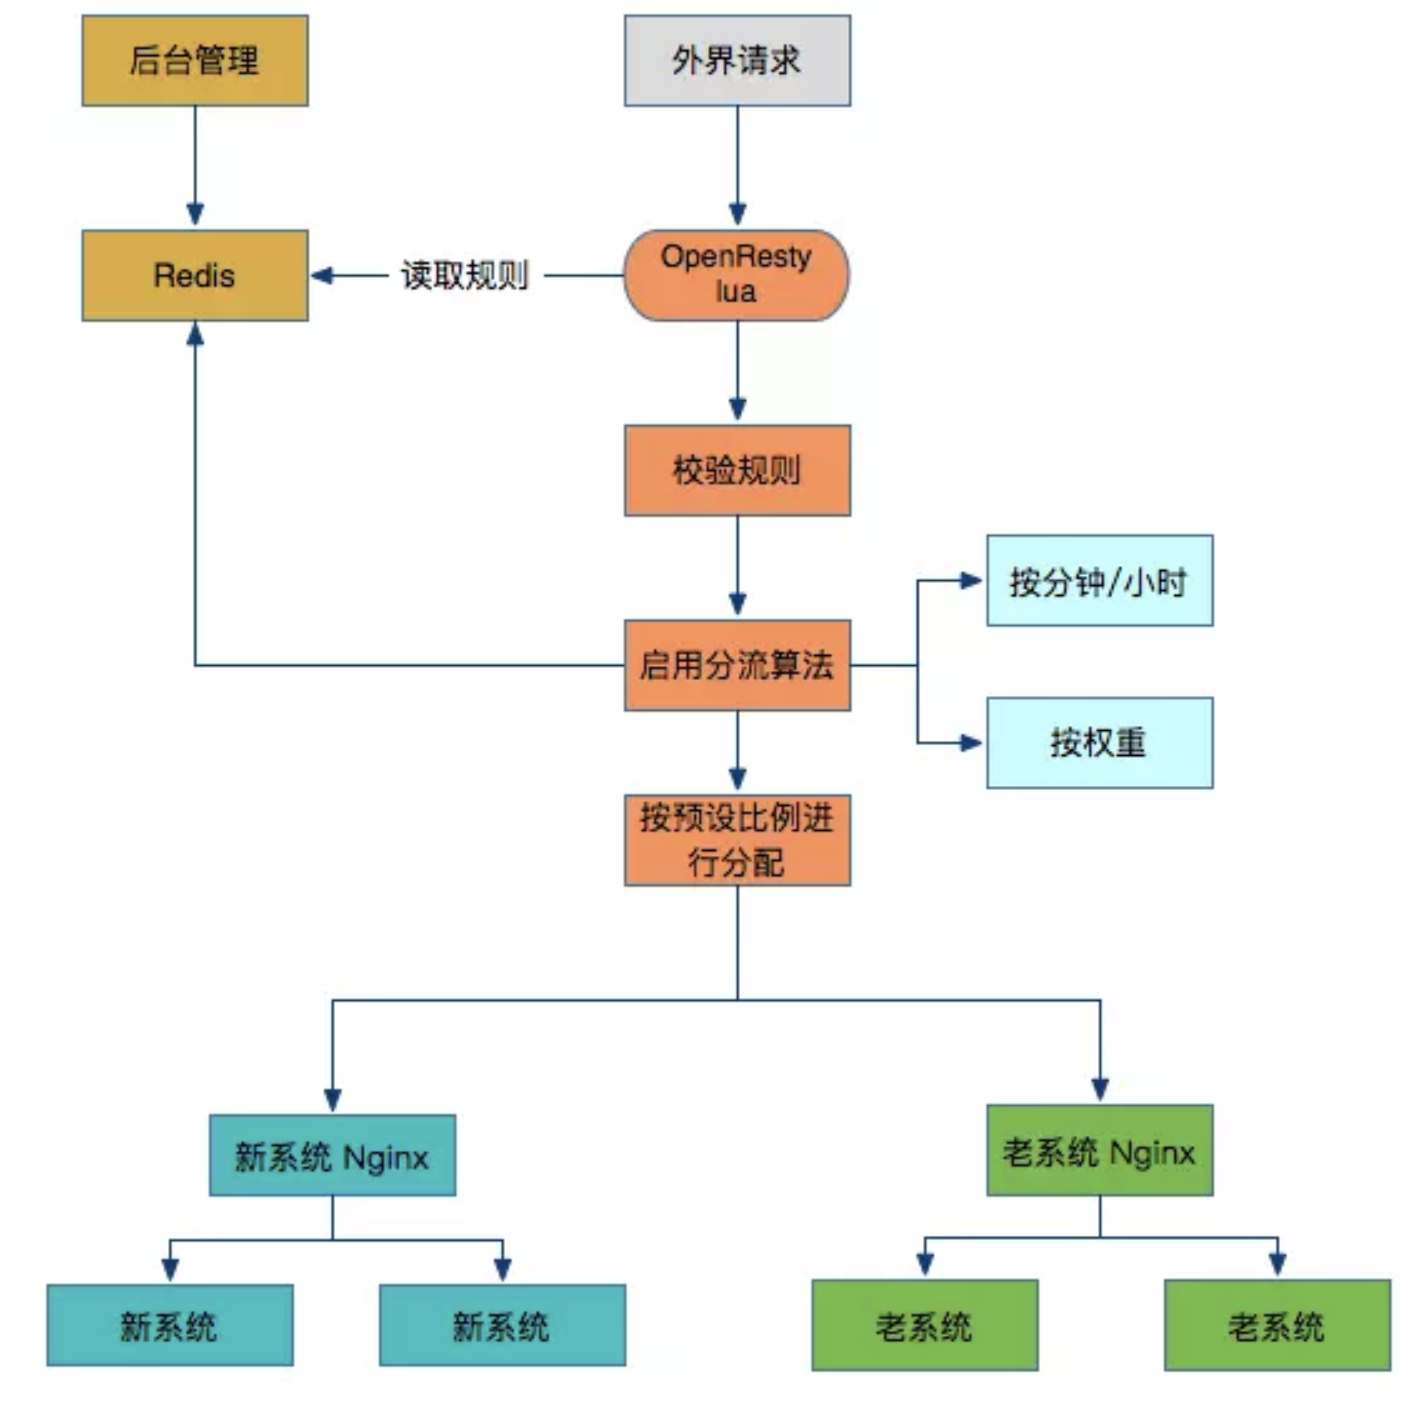 后台管理
外界请求
Redis
读取规则
OpenResty
lua
校验规则
按分钟/小时
启用分流算法
按权重
按预设比例进
行分配
新系统 Nginx
老系统 Nginx
新系统
新系统
老系统
老系统